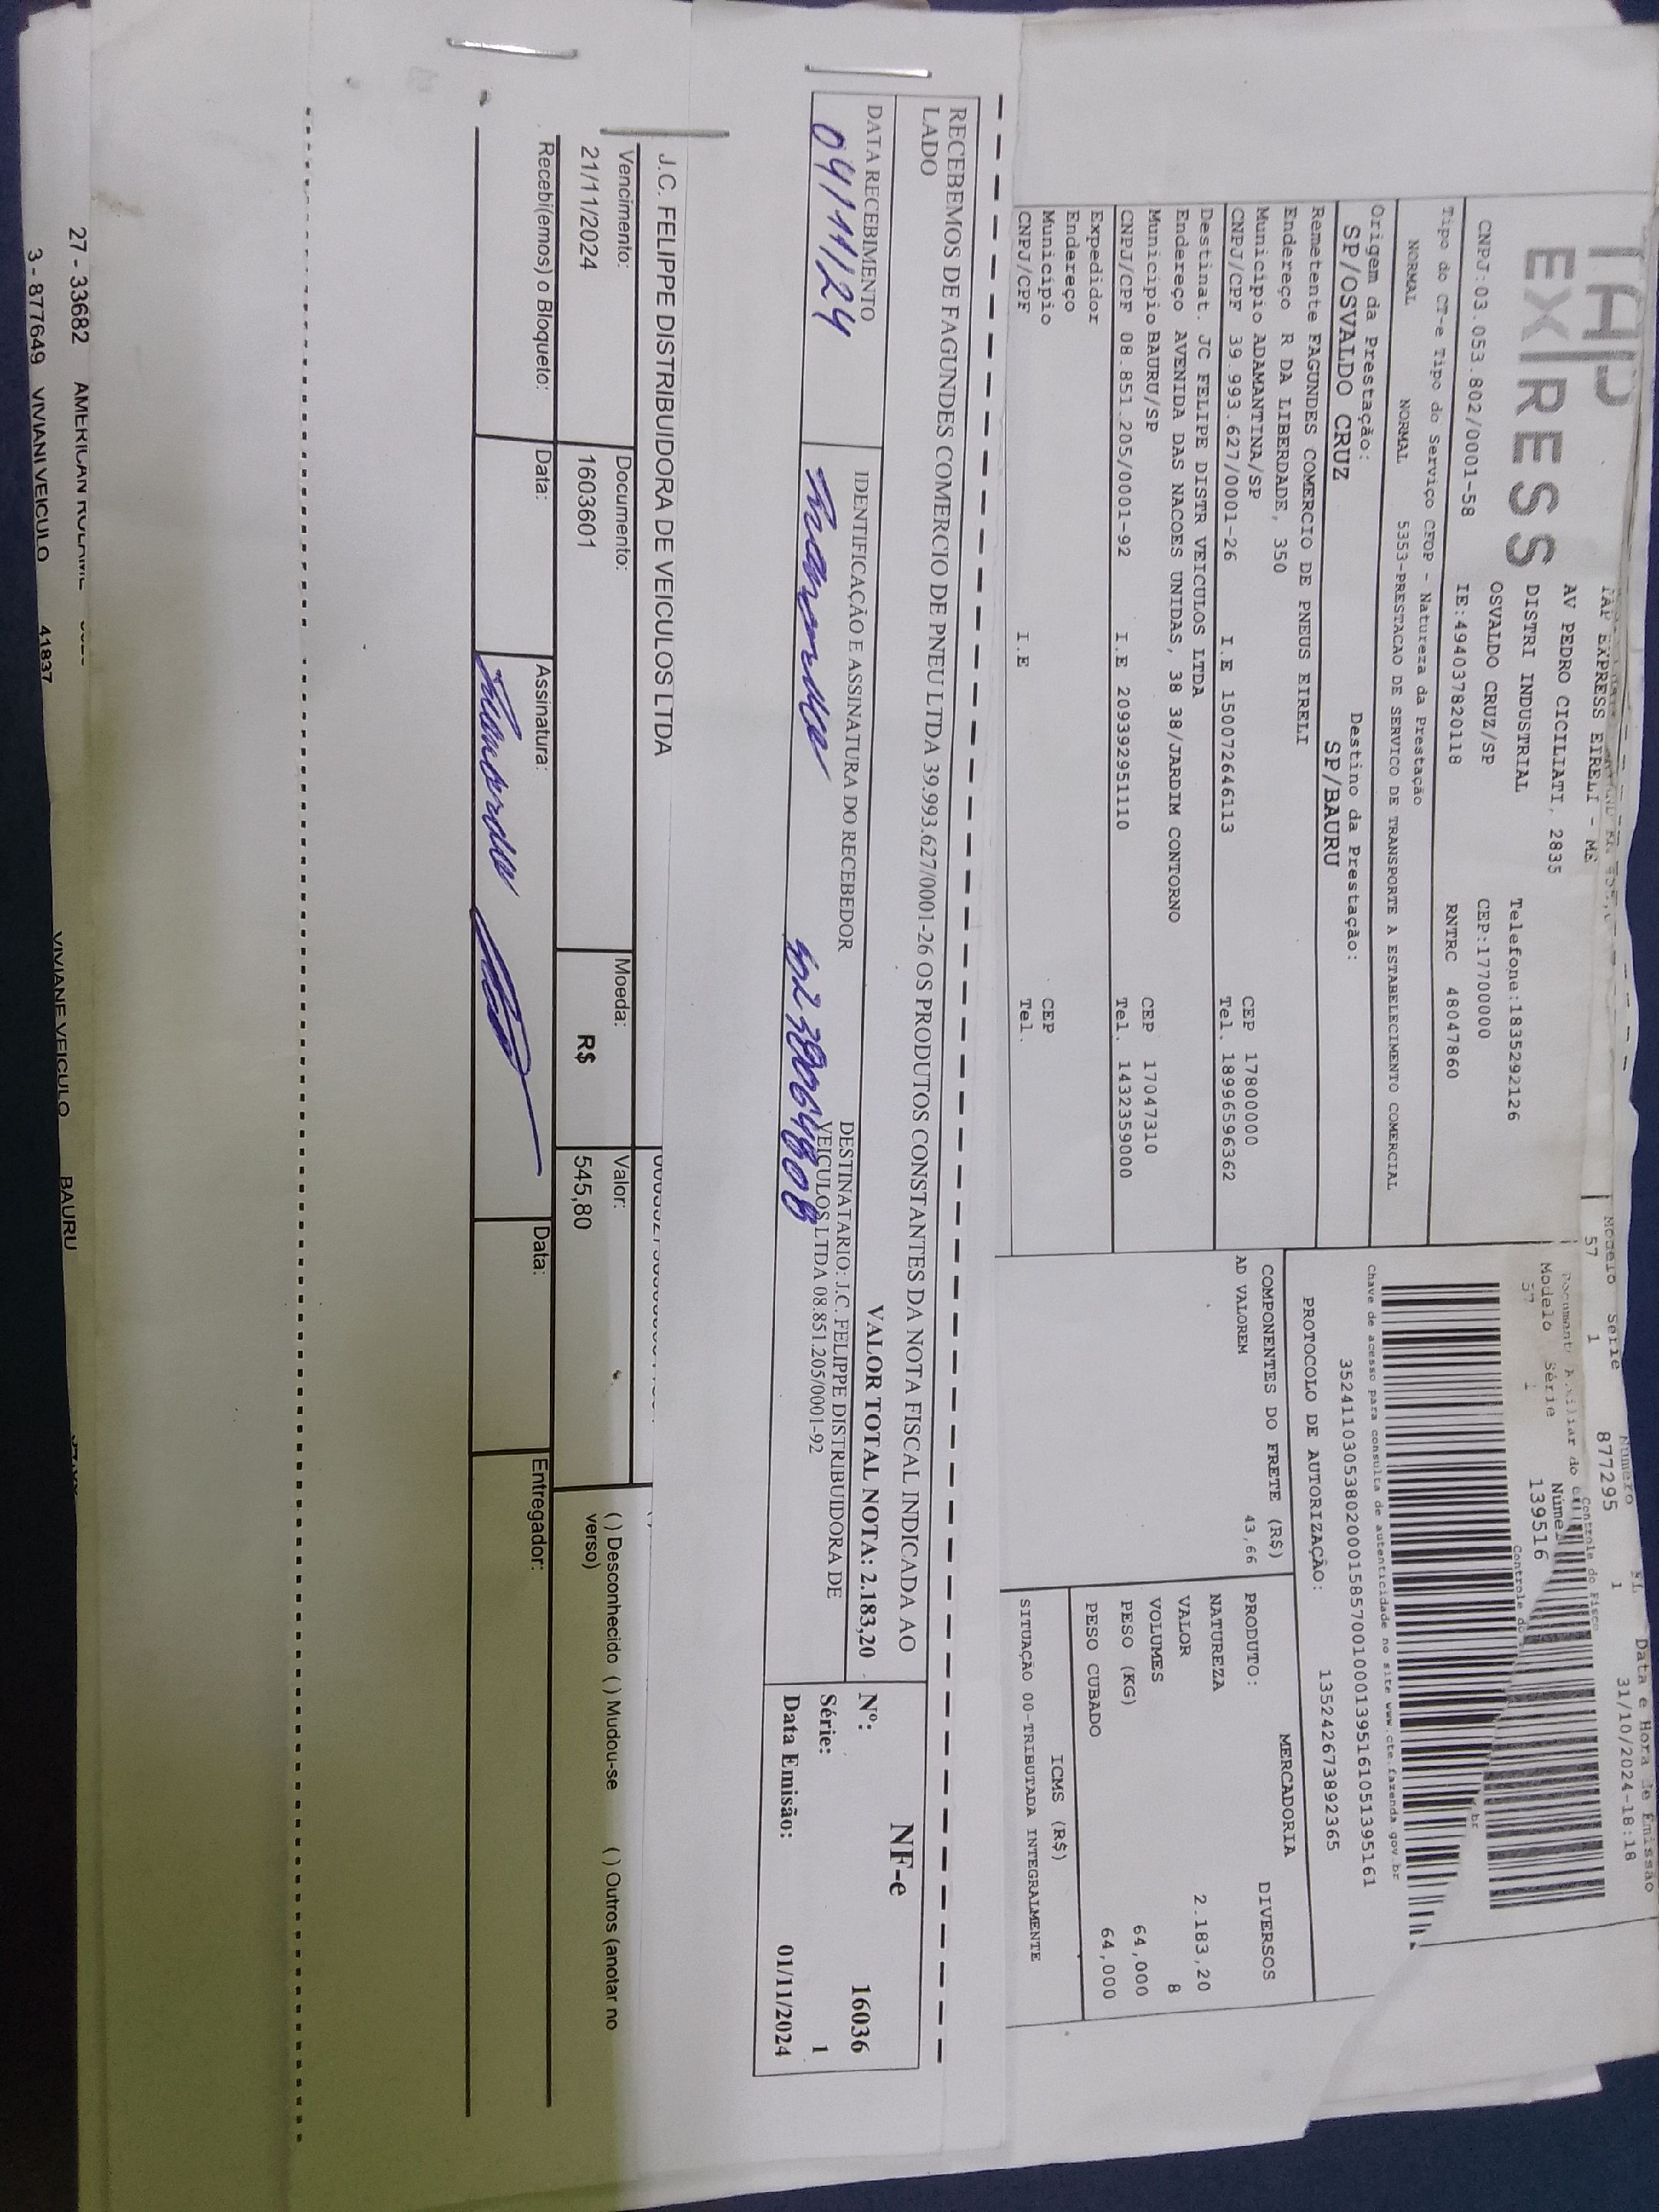 Data e Hora de Emissão
31/10/2024-18:18
Modelo Série
57 1
Número
877295
1
TAP EXPRESS EIRELI - ME
EXPRESS
AV PEDRO CICILIATI, 2835
DISTRI INDUSTRIAL
Telefone:1835292126
OSVALDO CRUZ/SP
CEP:17700000
CNPJ:03.053.802/0001-58
IE:494037820118
RNTRC 48047860
Modelo Série
57 1
139516
Tipo do CT-e Tipo do Serviço CFOP - Natureza da Prestação
NORMAL NORMAL 5353-PRESTACAO DE SERVICO DE TRANSPORTE A ESTABELECIMENTO COMERCIAL
Chave de acesso para consulta de autenticidade no site www.cte.fazenda.gov.br
35241103053802000158570010001395161051395161
PROTOCOLO DE AUTORIZAÇÃO: 135242673892365
Origem da Prestação: Destino da Prestação:
SP/OSVALDO CRUZ SP/BAURU
Remetente FAGUNDES COMERCIO DE PNEUS EIRELI
Endereço R DA LIBERDADE, 350
Município ADAMANTINA/SP CEP 17800000
CNPJ/CPF 39.993.627/0001-26 I.E 150072646113 Tel. 18996596362
Destinat. JC FELIPE DISTR VEICULOS LTDA
Endereço AVENIDA DAS NACOES UNIDAS, 38 38/JARDIM CONTORNO
Município BAURU/SP CEP 17047310
CNPJ/CPF 08.851.205/0001-92 I.E 209392951110 Tel. 1432359000
Expedidor
Endereço
Município CEP
CNPJ/CPF I.E Tel.
COMPONENTES DO FRETE (R$)
AD VALOREM 43,66
MERCADORIA
PRODUTO: DIVERSOS
NATUREZA
VALOR 2.183,20
VOLUMES 8
PESO (KG) 64,000
PESO CUBADO 64,000
ICMS (R$)
SITUAÇÃO 00-TRIBUTADA INTEGRALMENTE
RECEBEMOS DE FAGUNDES COMERCIO DE PNEU LTDA 39.993.627/0001-26 OS PRODUTOS CONSTANTES DA NOTA FISCAL INDICADA AO
LADO
VALOR TOTAL NOTA: 2.183,20
DATA RECEBIMENTO
04/11/24
IDENTIFICAÇÃO E ASSINATURA DO RECEBEDOR
DESTINATARIO: J.C. FELIPPE DISTRIBUIDORA DE
VEICULOS LTDA 08.851.205/0001-92
NF-e
Nº: 16036
Série: 1
Data Emissão: 01/11/2024
J.C. FELIPPE DISTRIBUIDORA DE VEICULOS LTDA
Vencimento: Documento: Moeda: Valor:
21/11/2024 1603601 R$ 545,80
( ) Desconhecido ( ) Mudou-se ( ) Outros (anotar no
verso)
Recebi(emos) o Bloqueto: Data: Assinatura: Data: Entregador:
27 - 33682 AMERICAN
3 - 877649 VIVIANI VEICULO 41837 VIVIANE VEICULO BAURU